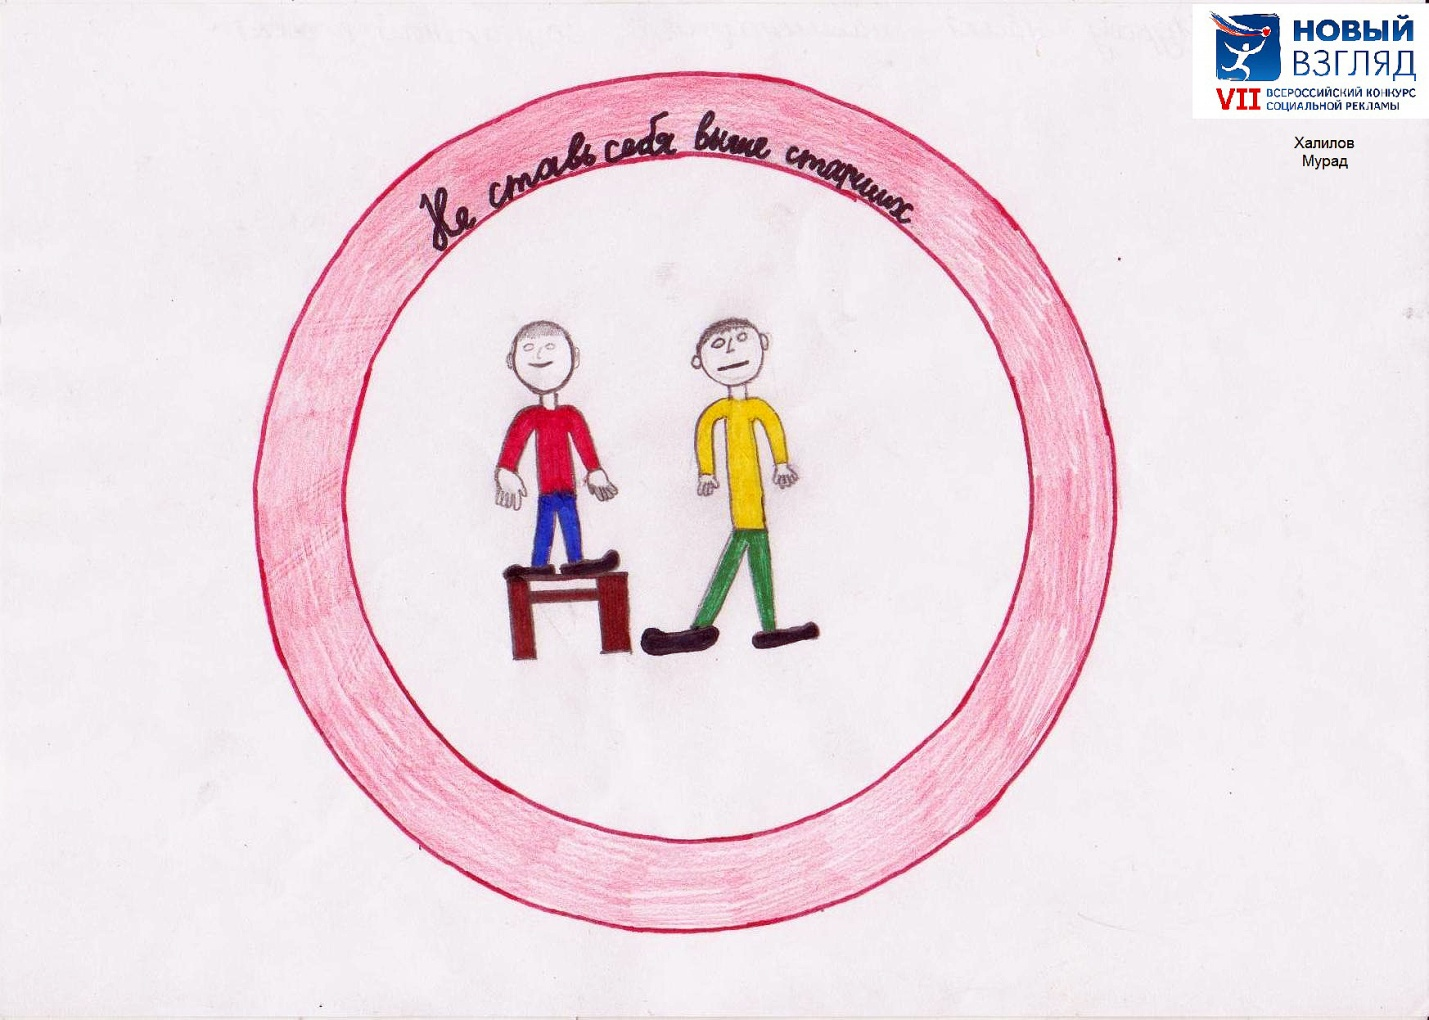 НОВЫЙ
ВЗГЛЯД
VII ВСЕРОССИЙСКИЙ КОНКУРС
СОЦИАЛЬНОЙ РЕКЛАМЫ
Халилов
Мурад
Не ставь себя выше старших